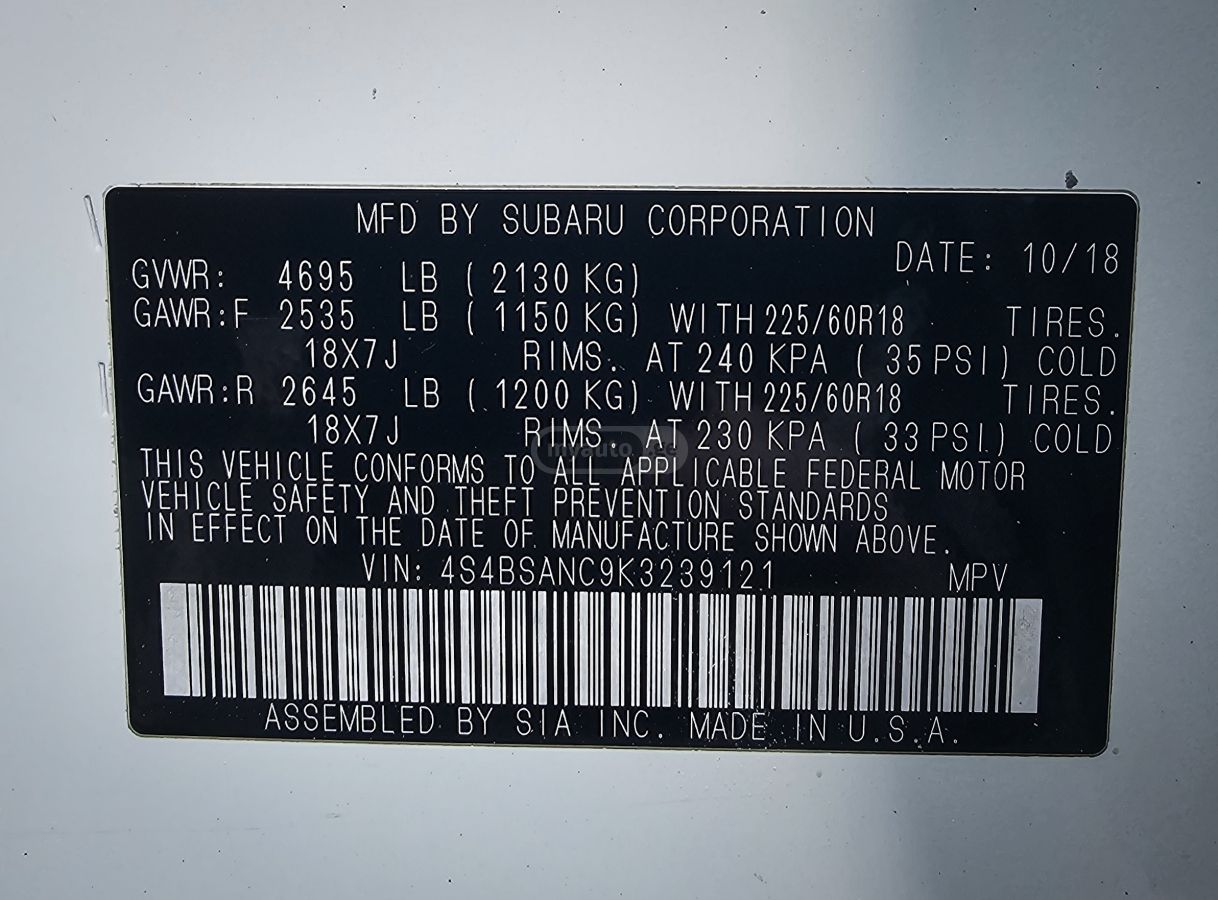 MFD BY SUBARU CORPORATION
DATE: 10/18
GVWR: 4695 LB ( 2130 KG)
GAWR:F 2535 LB ( 1150 KG) WITH 225/60R18 TIRES.
18X7J RIMS. AT 240 KPA ( 35 PSI) COLD
GAWR:R 2645 LB ( 1200 KG) WITH 225/60R18 TIRES.
18X7J RIMS. AT 230 KPA ( 33 PSI) COLD
THIS VEHICLE CONFORMS TO ALL APPLICABLE FEDERAL MOTOR
VEHICLE SAFETY AND THEFT PREVENTION STANDARDS
IN EFFECT ON THE DATE OF MANUFACTURE SHOWN ABOVE.
VIN: 4S4BSANC9K3239121 MPV
ASSEMBLED BY SIA INC. MADE IN U.S.A.